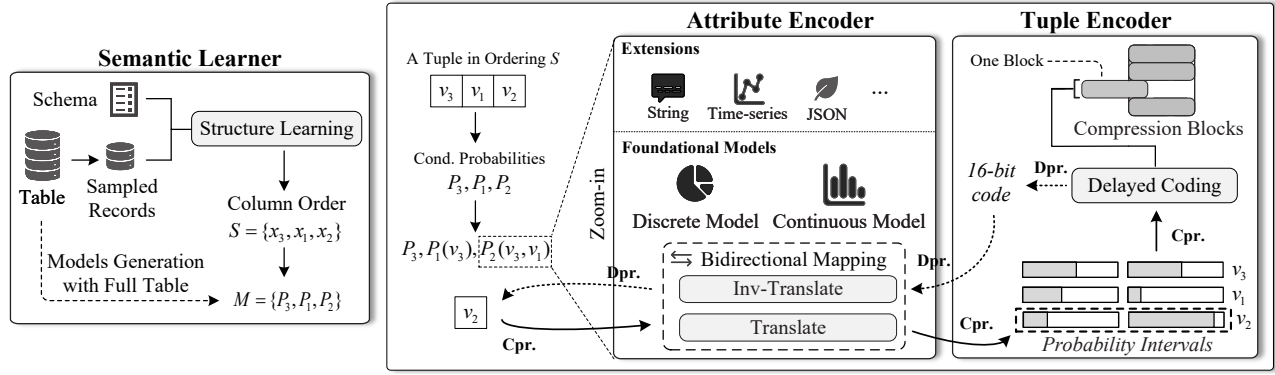 Semantic Learner
Schema
Table
Sampled
Records
Structure Learning
Column Order
S = {x₃, x₁, x₂}
Models Generation
with Full Table
M = {P₃, P₁, P₂}
A Tuple in Ordering S
v₃ v₁ v₂
Cond. Probabilities
P₃, P₁, P₂
P₃, P₁(v₃), P₂(v₃, v₁)
v₂
Dpr.
Cpr.
Zoom-in
Attribute Encoder
Extensions
String
Time-series
JSON
...
Foundational Models
Discrete Model
Continuous Model
Bidirectional Mapping
Inv-Translate
Translate
Dpr.
Cpr.
Tuple Encoder
One Block
Compression Blocks
16-bit
code
Dpr.
Delayed Coding
Cpr.
v₃
v₁
v₂
Probability Intervals